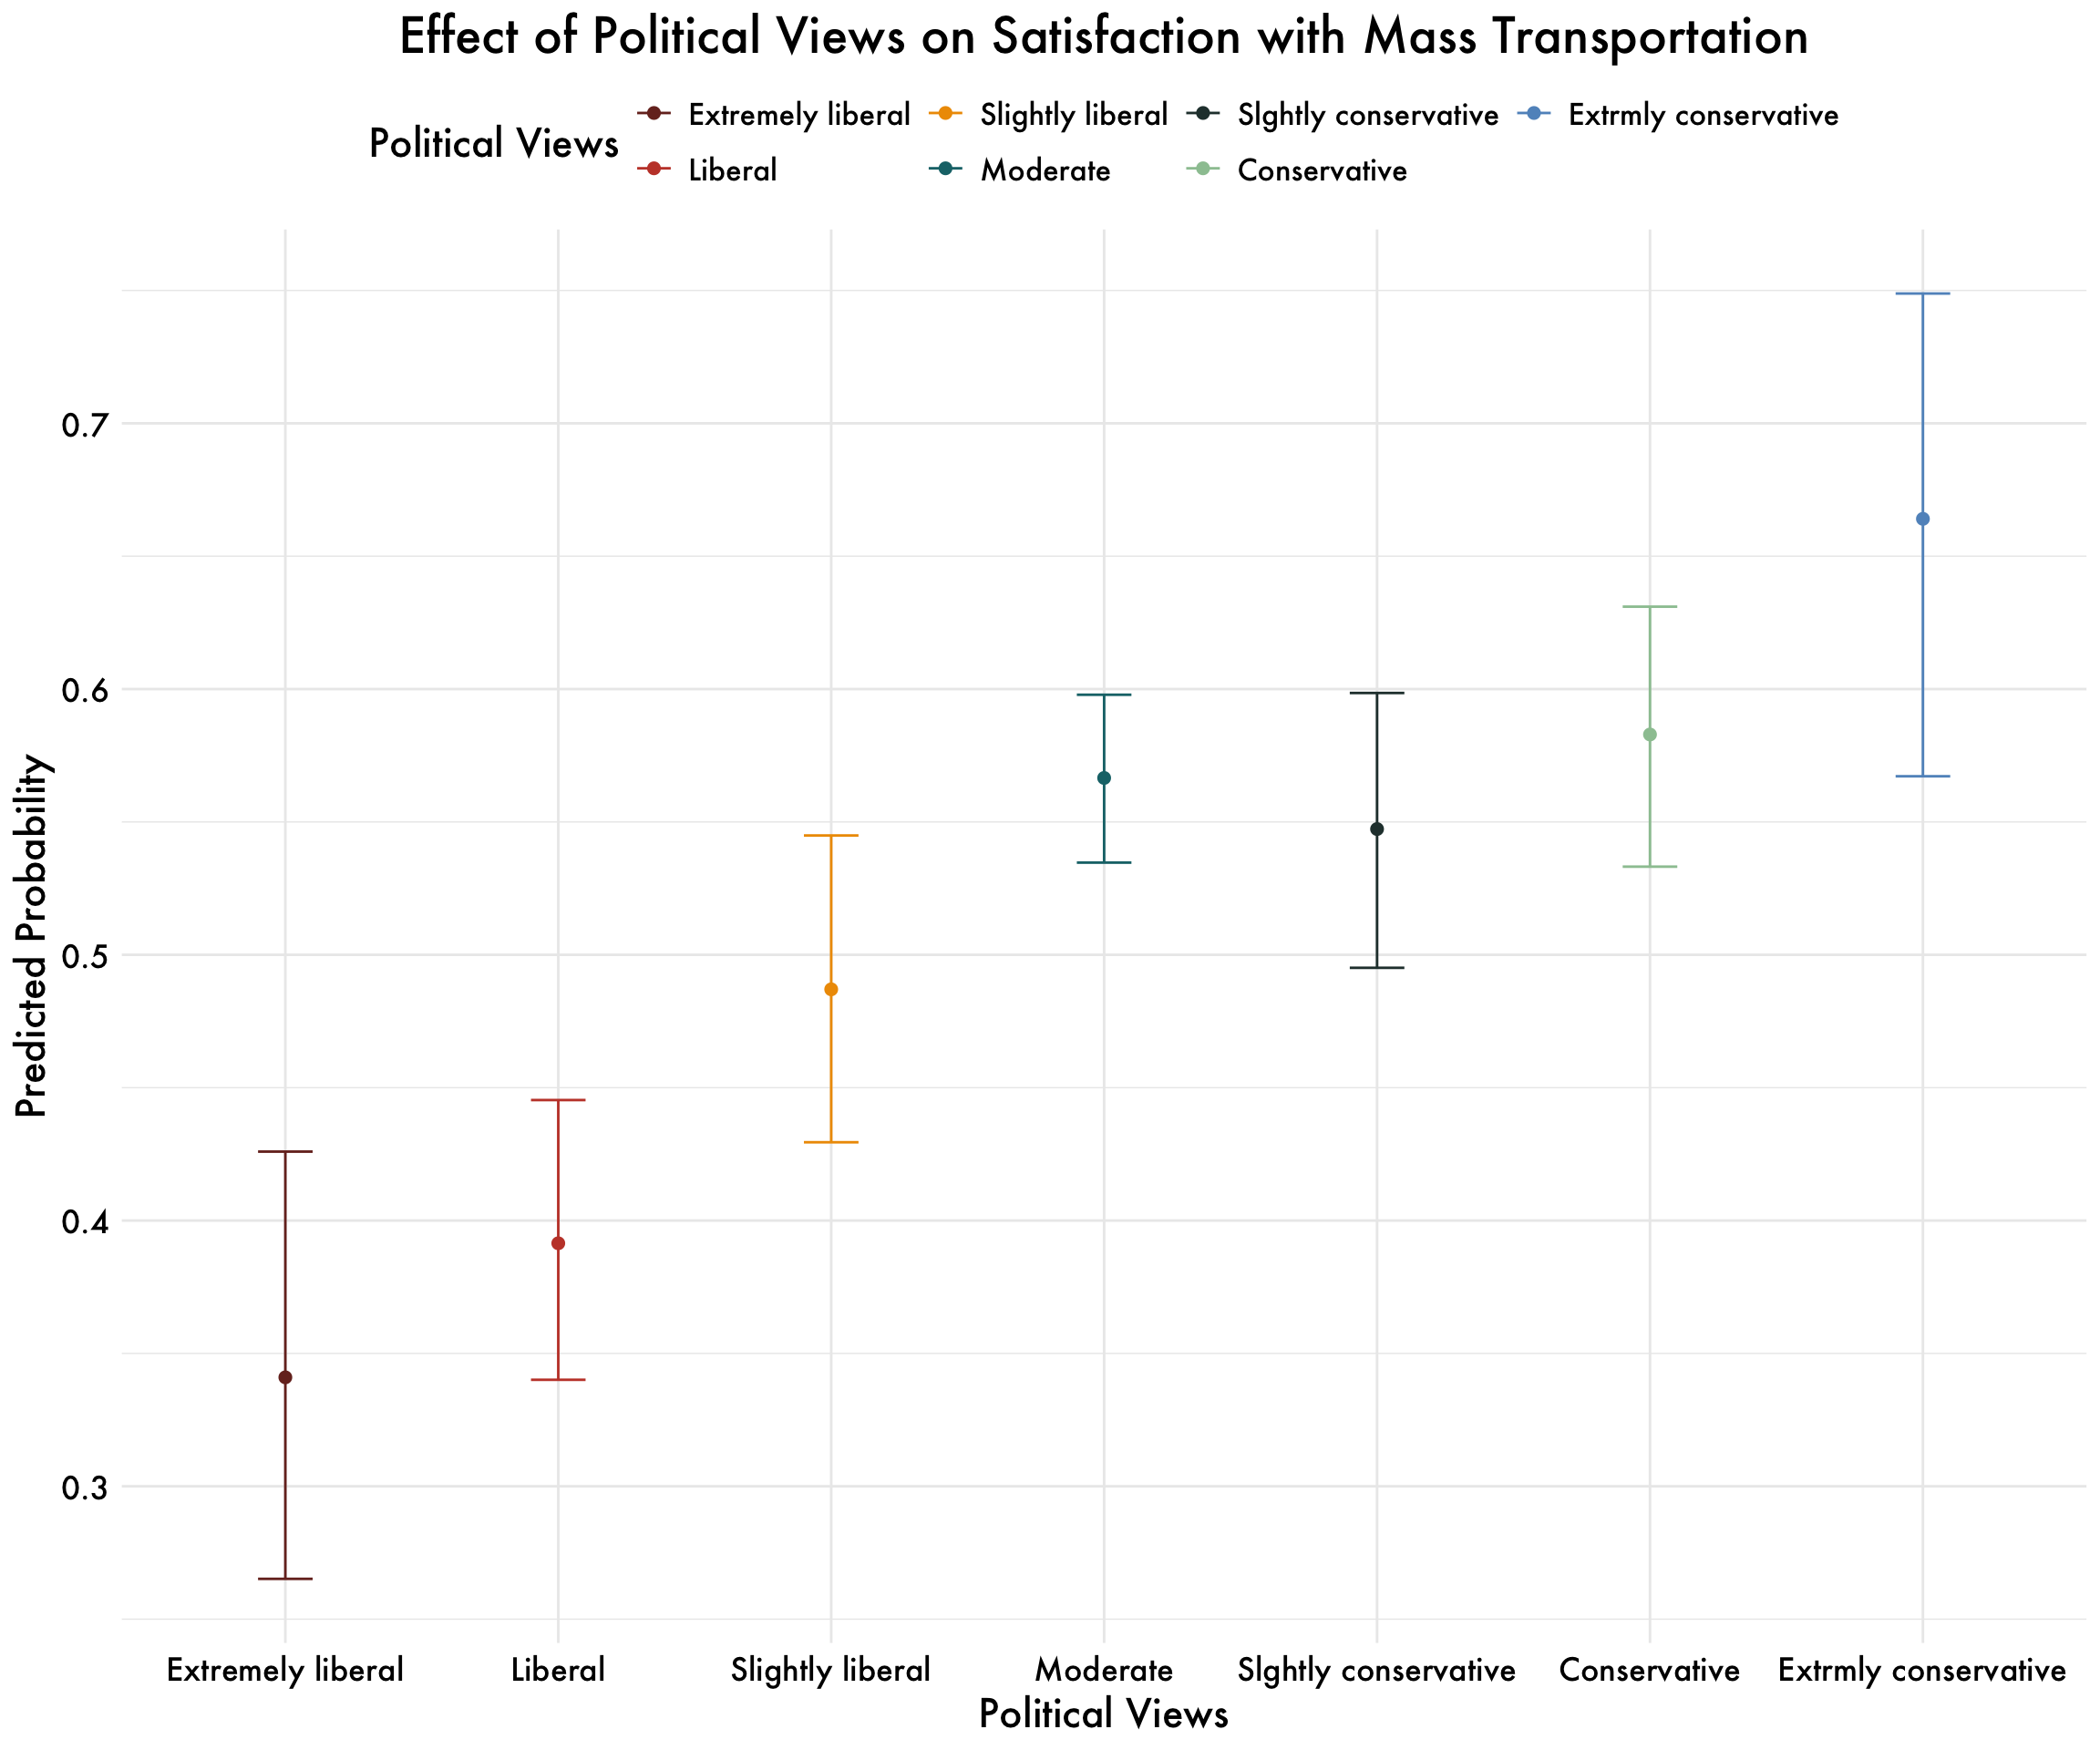 Effect of Political Views on Satisfaction with Mass Transportation
Political Views
Extremely liberal
Slightly liberal
Slghtly conservative
Extrmly conservative
Liberal
Moderate
Conservative
Predicted Probability
0.7
0.6
0.5
0.4
0.3
Extremely liberal
Liberal
Slightly liberal
Moderate
Slghtly conservative
Conservative
Extrmly conservative
Political Views